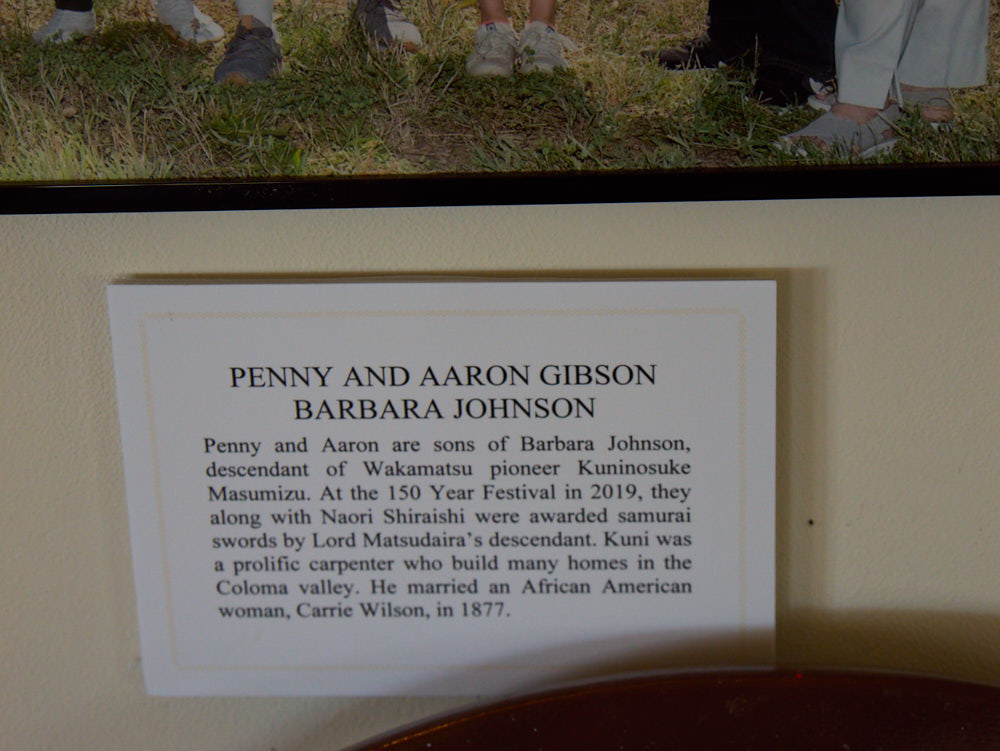 PENNY AND AARON GIBSON
BARBARA JOHNSON
Penny and Aaron are sons of Barbara Johnson,
descendant of Wakamatsu pioneer Kuninosuke
Masumizu. At the 150 Year Festival in 2019, they
along with Naori Shiraishi were awarded samurai
swords by Lord Matsudaira's descendant. Kuni was
a prolific carpenter who build many homes in the
Coloma valley. He married an African American
woman, Carrie Wilson, in 1877.